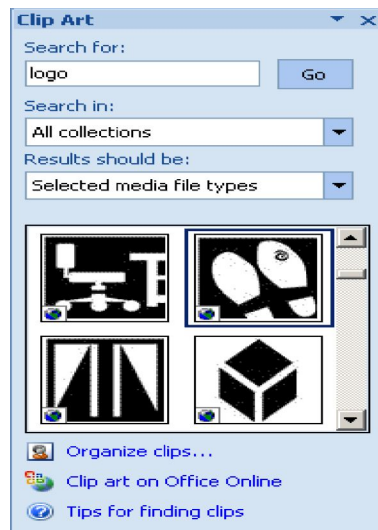 Clip Art
Search for:
logo
Go
Search in:
All collections
Results should be:
Selected media file types
Organize clips...
Clip art on Office Online
Tips for finding clips